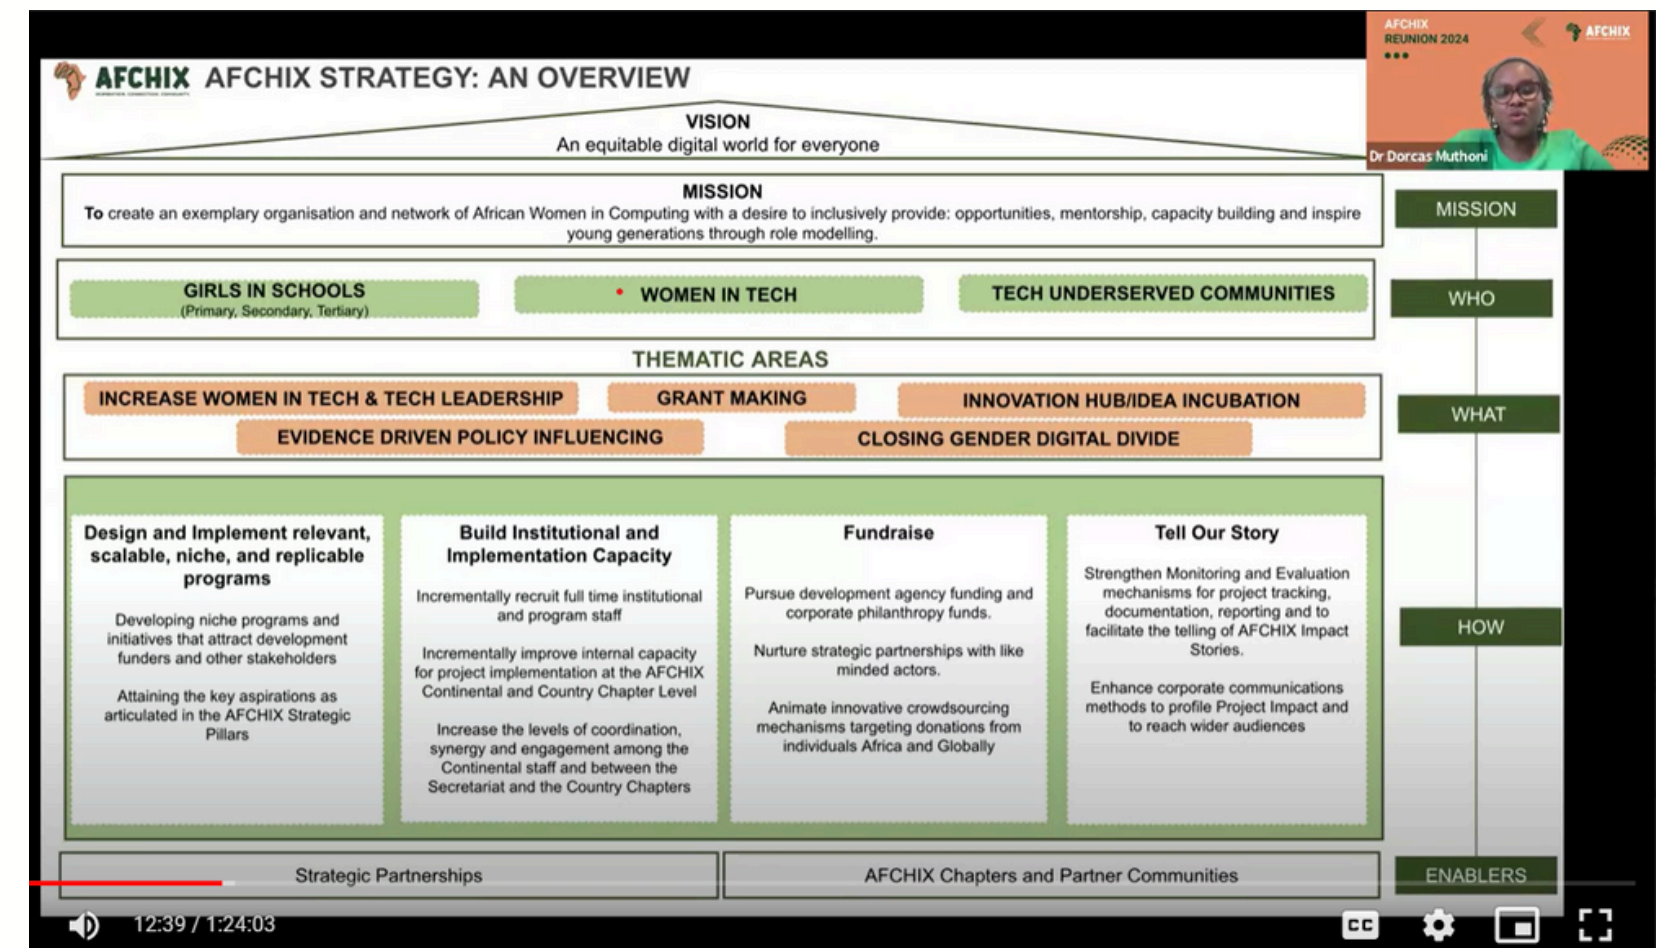 AFCHIX
REUNION 2024
AFCHIX
Dr Dorcas Muthoni
AFCHIX AFCHIX STRATEGY: AN OVERVIEW
VISION
An equitable digital world for everyone
MISSION
To create an exemplary organisation and network of African Women in Computing with a desire to inclusively provide: opportunities, mentorship, capacity building and inspire
young generations through role modelling.
MISSION
GIRLS IN SCHOOLS
(Primary, Secondary, Tertiary)
• WOMEN IN TECH
TECH UNDERSERVED COMMUNITIES
WHO
THEMATIC AREAS
INCREASE WOMEN IN TECH & TECH LEADERSHIP
GRANT MAKING
INNOVATION HUB/IDEA INCUBATION
EVIDENCE DRIVEN POLICY INFLUENCING
CLOSING GENDER DIGITAL DIVIDE
WHAT
Design and Implement relevant,
scalable, niche, and replicable
programs
Developing niche programs and
initiatives that attract development
funders and other stakeholders
Attaining the key aspirations as
articulated in the AFCHIX Strategic
Pillars
Build Institutional and
Implementation Capacity
Incrementally recruit full time institutional
and program staff
Incrementally improve internal capacity
for project implementation at the AFCHIX
Continental and Country Chapter Level
Increase the levels of coordination,
synergy and engagement among the
Continental staff and between the
Secretariat and the Country Chapters
Fundraise
Pursue development agency funding and
corporate philanthropy funds.
Nurture strategic partnerships with like
minded actors.
Animate innovative crowdsourcing
mechanisms targeting donations from
individuals Africa and Globally
Tell Our Story
Strengthen Monitoring and Evaluation
mechanisms for project tracking,
documentation, reporting and to
facilitate the telling of AFCHIX Impact
Stories.
Enhance corporate communications
methods to profile Project Impact and
to reach wider audiences
HOW
Strategic Partnerships
AFCHIX Chapters and Partner Communities
ENABLERS
12:39 / 1:24:03
CC